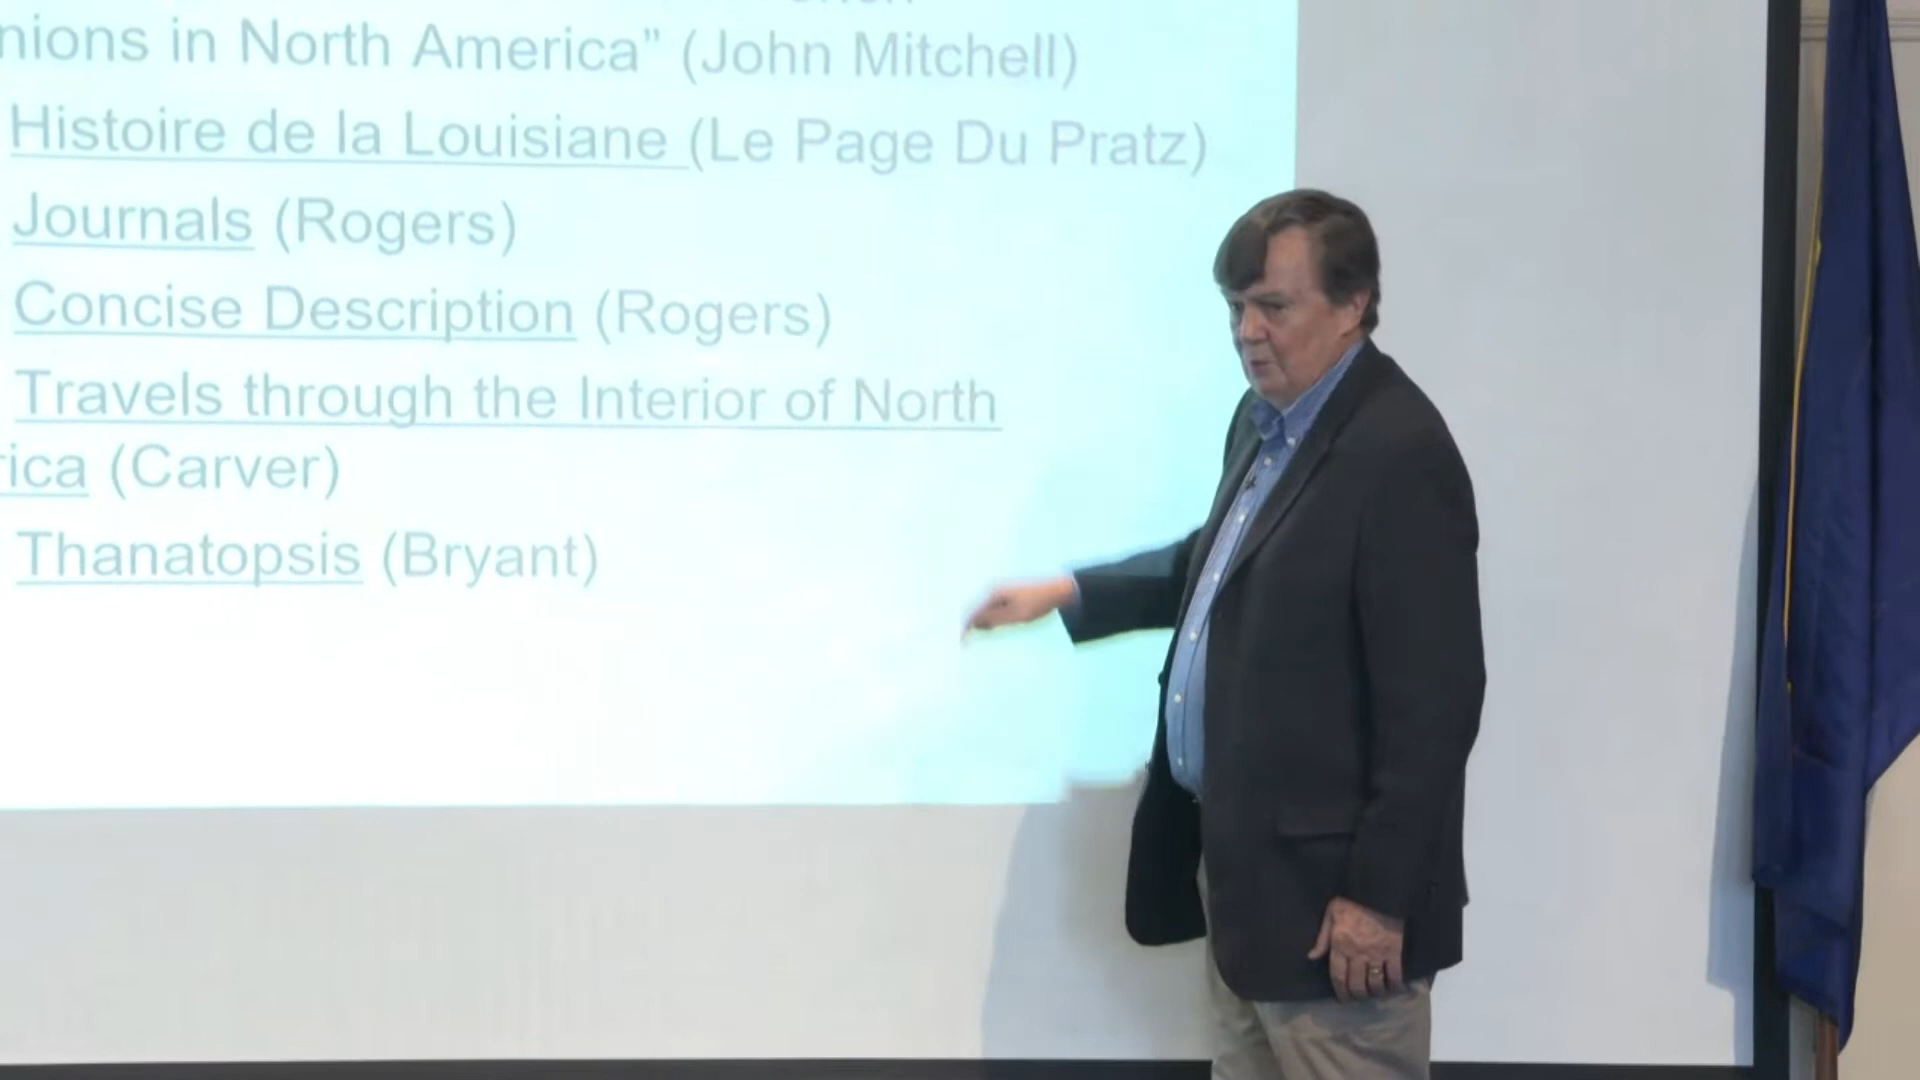 nions in North America" (John Mitchell)
Histoire de la Louisiane (Le Page Du Pratz)
Journals (Rogers)
Concise Description (Rogers)
Travels through the Interior of North
rica (Carver)
Thanatopsis (Bryant)